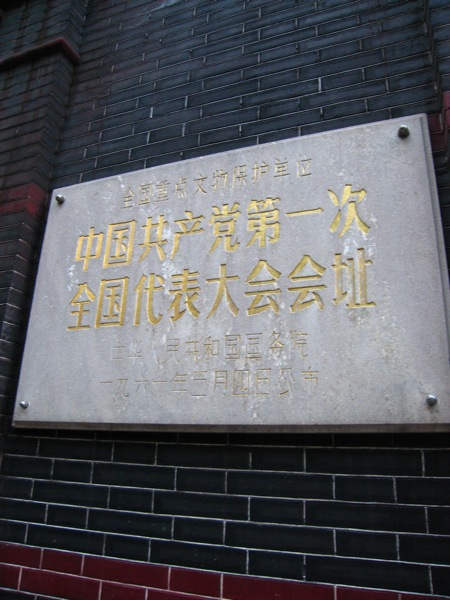 全国重点文物保护单位
中国共产党第一次
全国代表大会会址
中华人民共和国国务院
一九六一年三月四日公布